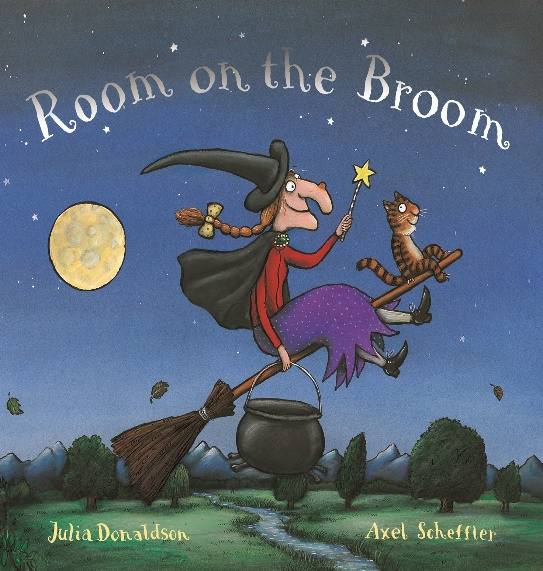 Room on the Broom
Julia Donaldson
Axel Scheffler